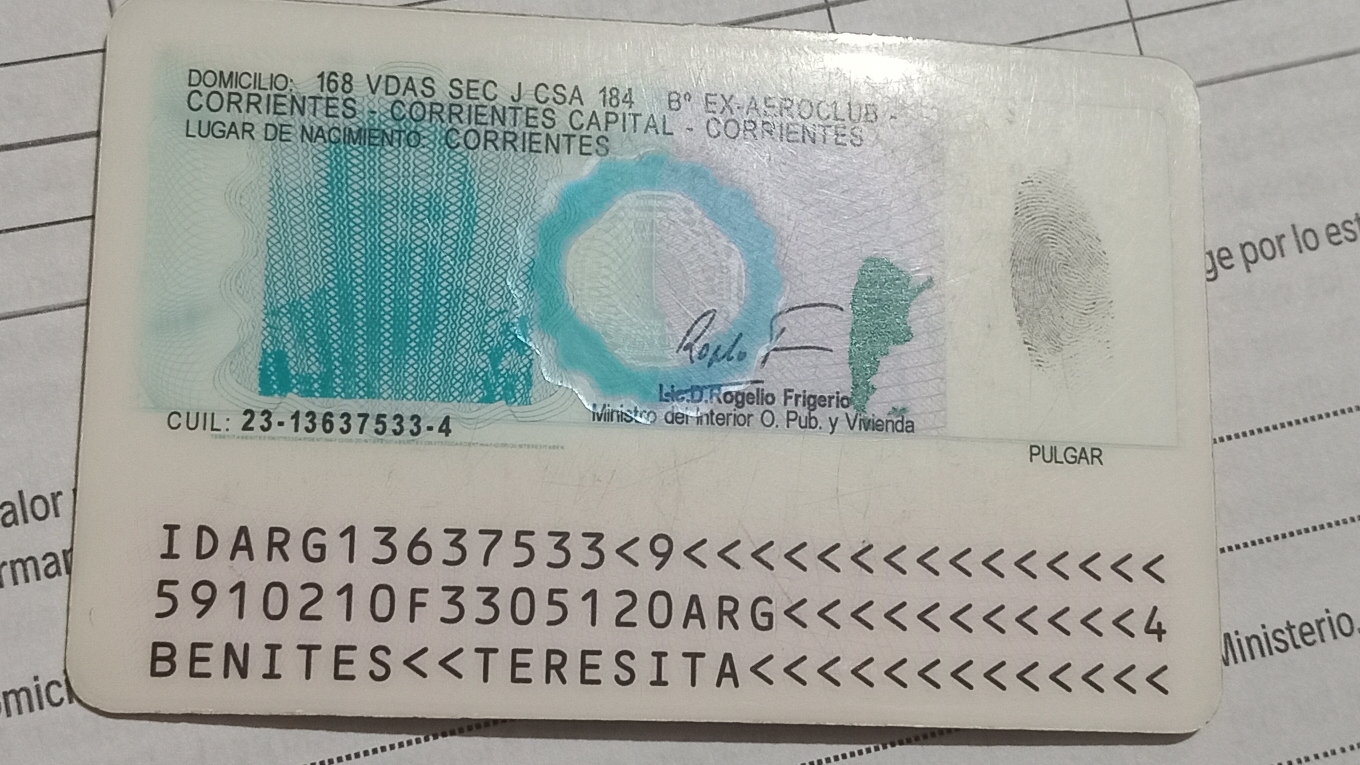 DOMICILIO: 168 VDAS SEC J CSA 184 Bº EX-AEROCLUB -
CORRIENTES - CORRIENTES CAPITAL - CORRIENTES
LUGAR DE NACIMIENTO: CORRIENTES
Lic.D.Rogelio Frigerio
Ministro del Interior O. Pub. y Vivienda
CUIL: 23-13637533-4
PULGAR
IDARG13637533<9<<<<<<<<<<<<<<<
5910210F3305120ARG<<<<<<<<<<<4
BENITES<<TERESITA<<<<<<<<<<<<<
ge por lo est
alor
rmar
omici
Ministerio.